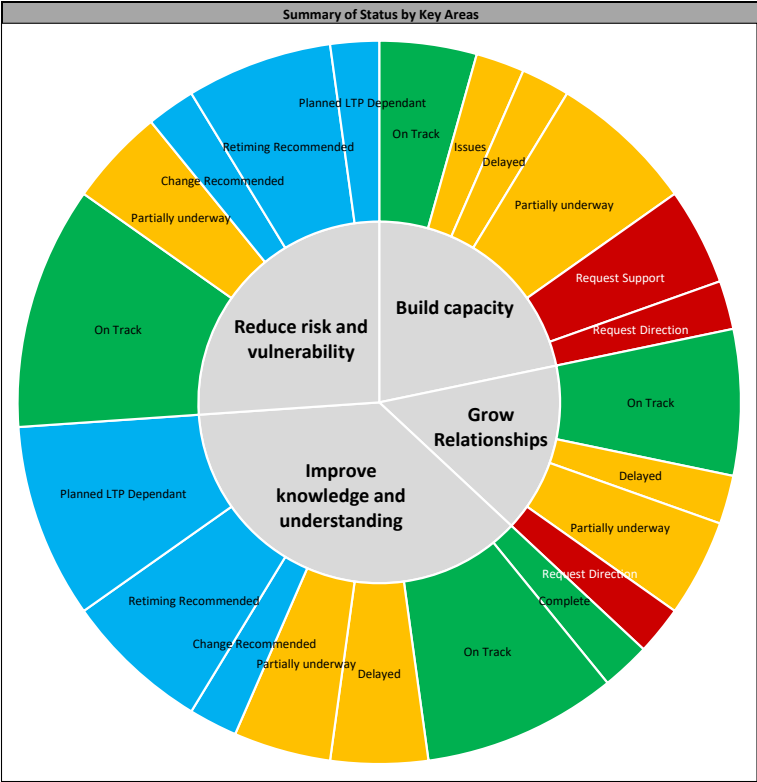 Summary of Status by Key Areas
Build capacity
On Track
Issues
Delayed
Partially underway
Request Support
Request Direction
Grow
Relationships
On Track
Delayed
Partially underway
Request Direction
Improve
knowledge and
understanding
Complete
On Track
Delayed
Partially underway
Change Recommended
Retiming Recommended
Planned LTP Dependant
Reduce risk and
vulnerability
On Track
Partially underway
Change Recommended
Retiming Recommended
Planned LTP Dependant